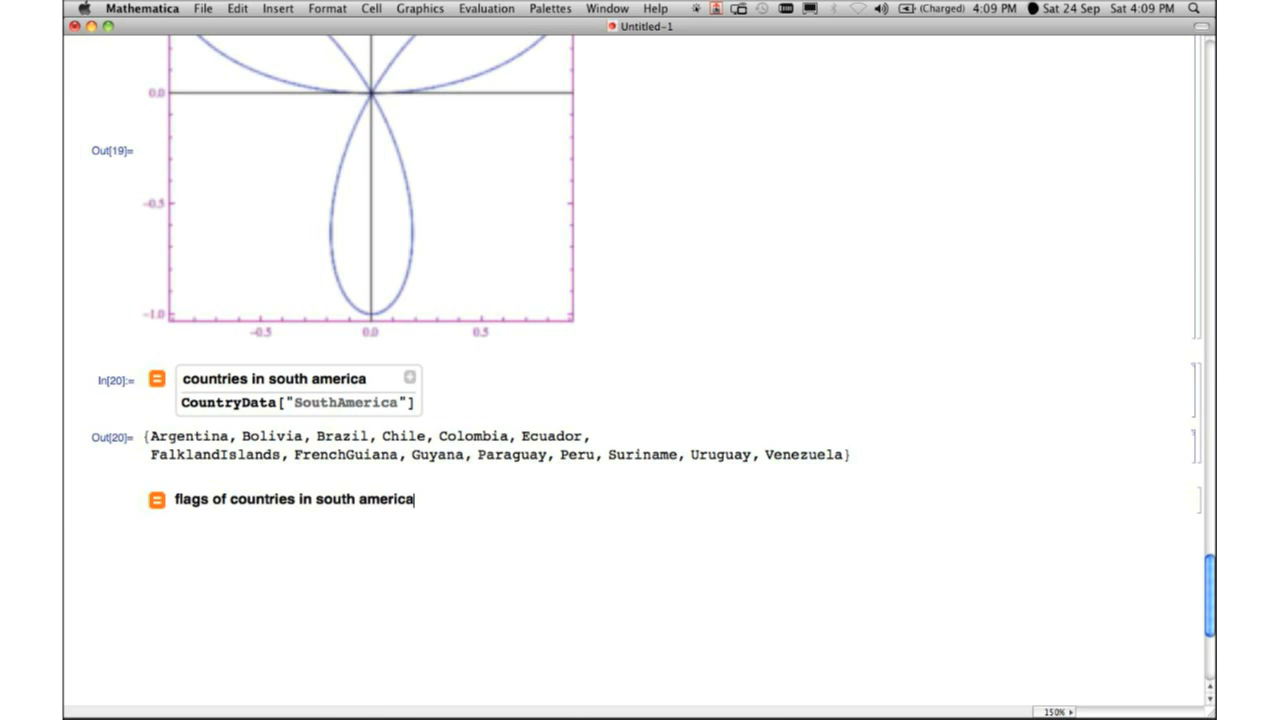 Mathematica File Edit Insert Format Cell Graphics Evaluation Palettes Window Help (Charged) 4:09 PM Sat 24 Sep Sat 4:09 PM
Untitled-1
0.0
Out[19]=
-0.5
-1.0
-0.5 0.0 0.5
In[20]:= countries in south america
CountryData["SouthAmerica"]
Out[20]= {Argentina, Bolivia, Brazil, Chile, Colombia, Ecuador,
FalklandIslands, FrenchGuiana, Guyana, Paraguay, Peru, Suriname, Uruguay, Venezuela}
flags of countries in south america
150%